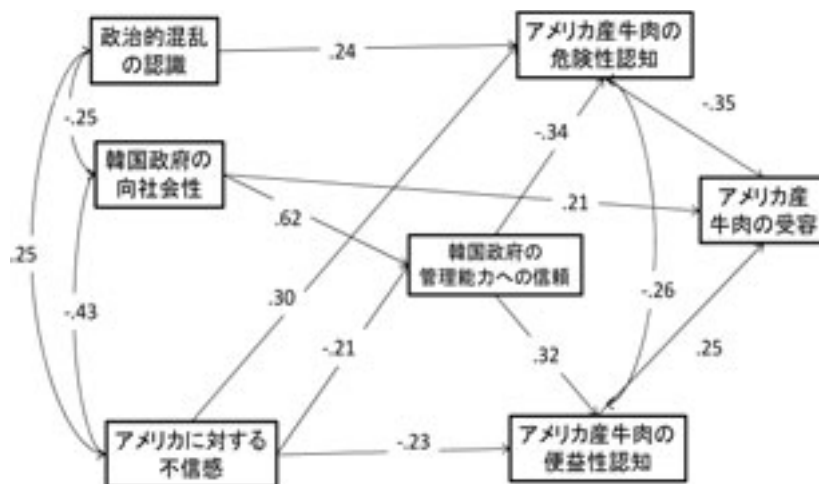 政治的混乱
の認識
.24
アメリカ産牛肉の
危険性認知
-.25
-.34
-.35
韓国政府の
向社会性
.21
アメリカ産
牛肉の受容
.62
韓国政府の
管理能力への信頼
.25
-.43
.30
-.26
-.21
.32
.25
アメリカに対する
不信感
-.23
アメリカ産牛肉の
便益性認知